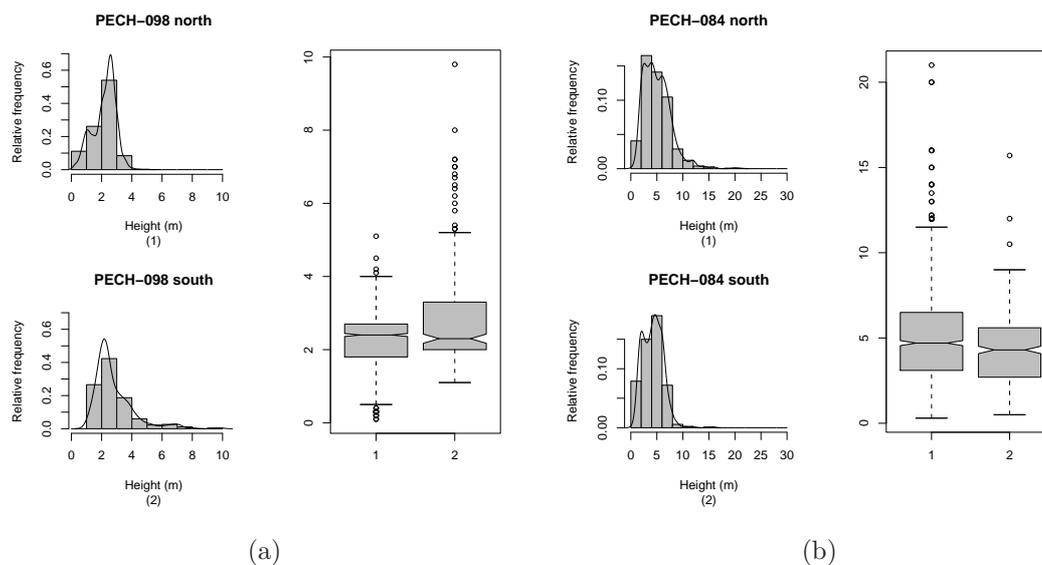 PECH−098 north
Relative frequency
0.0 0.2 0.4 0.6
0 2 4 6 8 10
Height (m)
(1)
PECH−098 south
Relative frequency
0.0 0.2 0.4 0.6
0 2 4 6 8 10
Height (m)
(2)
0 2 4 6 8 10
1 2
(a)
PECH−084 north
Relative frequency
0.00 0.10
0 5 10 15 20 25 30
Height (m)
(1)
PECH−084 south
Relative frequency
0.00 0.10
0 5 10 15 20 25 30
Height (m)
(2)
0 5 10 15 20
1 2
(b)